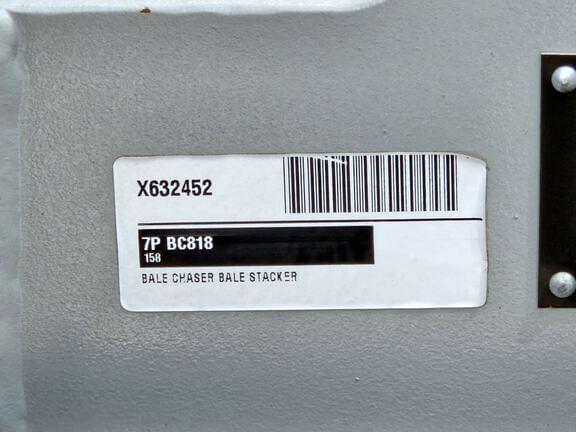 X632452
7P BC818
158
BALE CHASER BALE STACKER